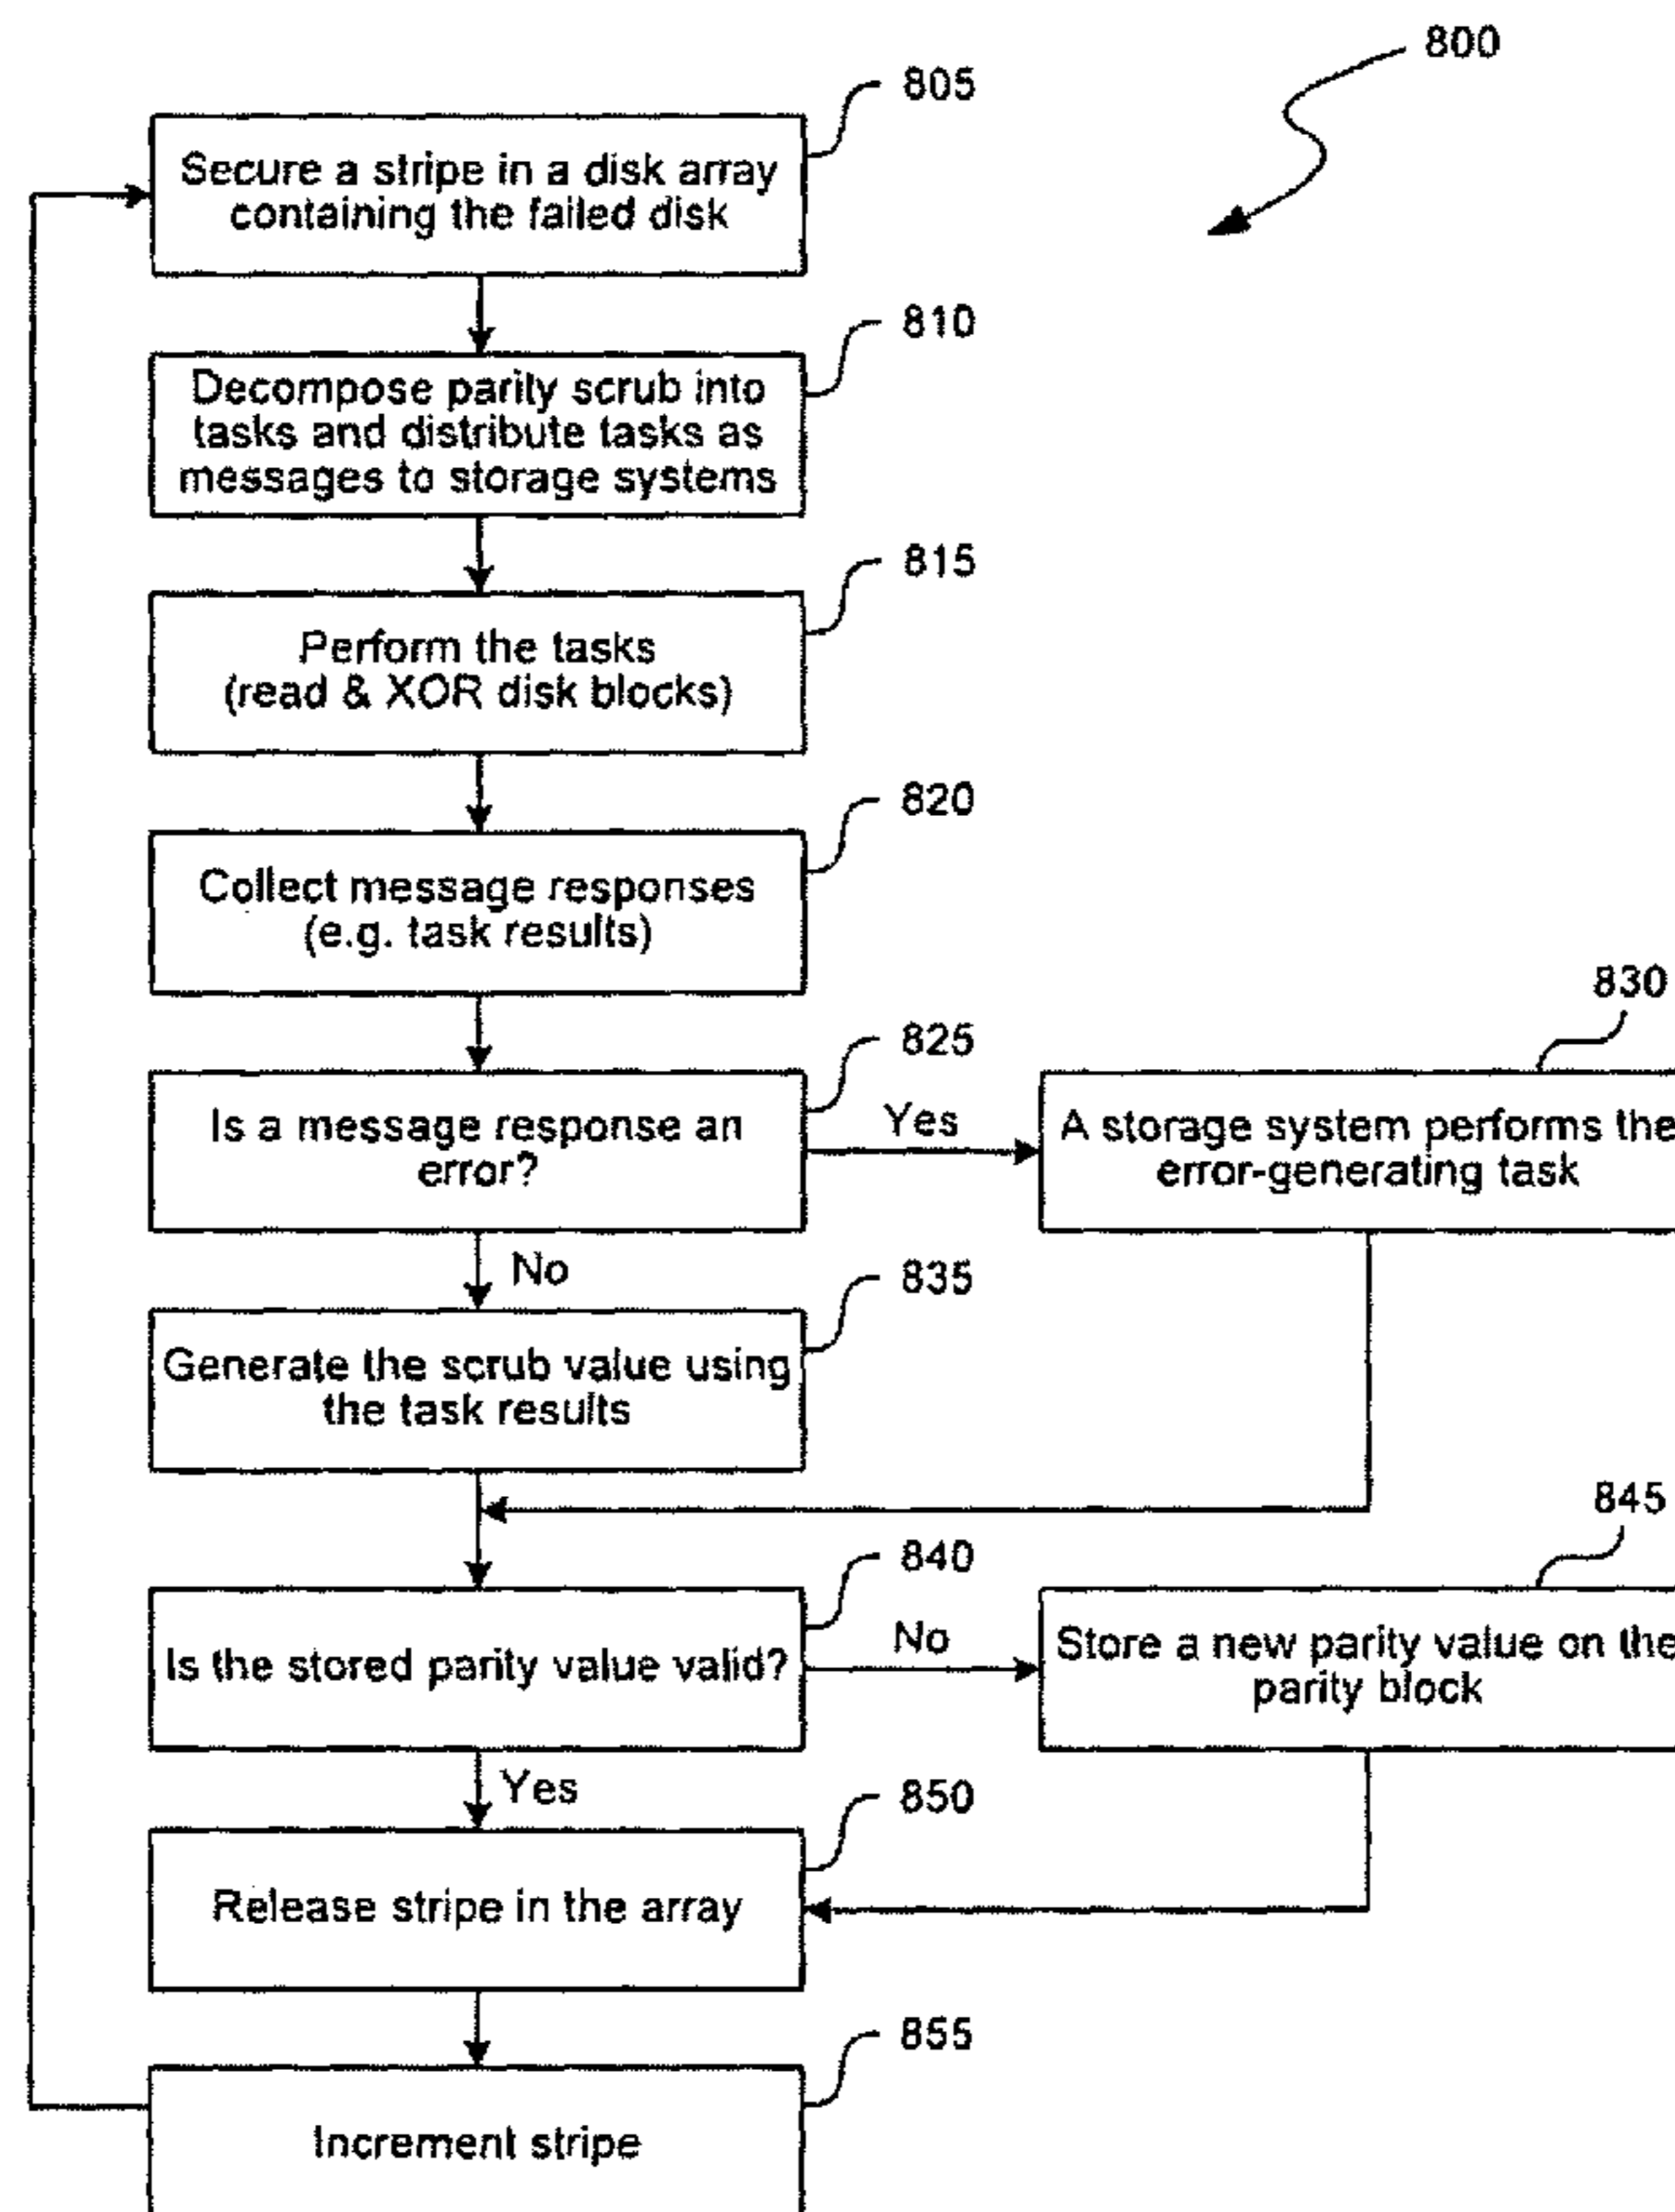 800
805
Secure a stripe in a disk array
containing the failed disk
810
Decompose parity scrub into
tasks and distribute tasks as
messages to storage systems
815
Perform the tasks
(read & XOR disk blocks)
820
Collect message responses
(e.g. task results)
825
Is a message response an
error?
Yes
830
A storage system performs the
error-generating task
No
835
Generate the scrub value using
the task results
840
Is the stored parity value valid?
No
845
Store a new parity value on the
parity block
Yes
850
Release stripe in the array
855
Increment stripe